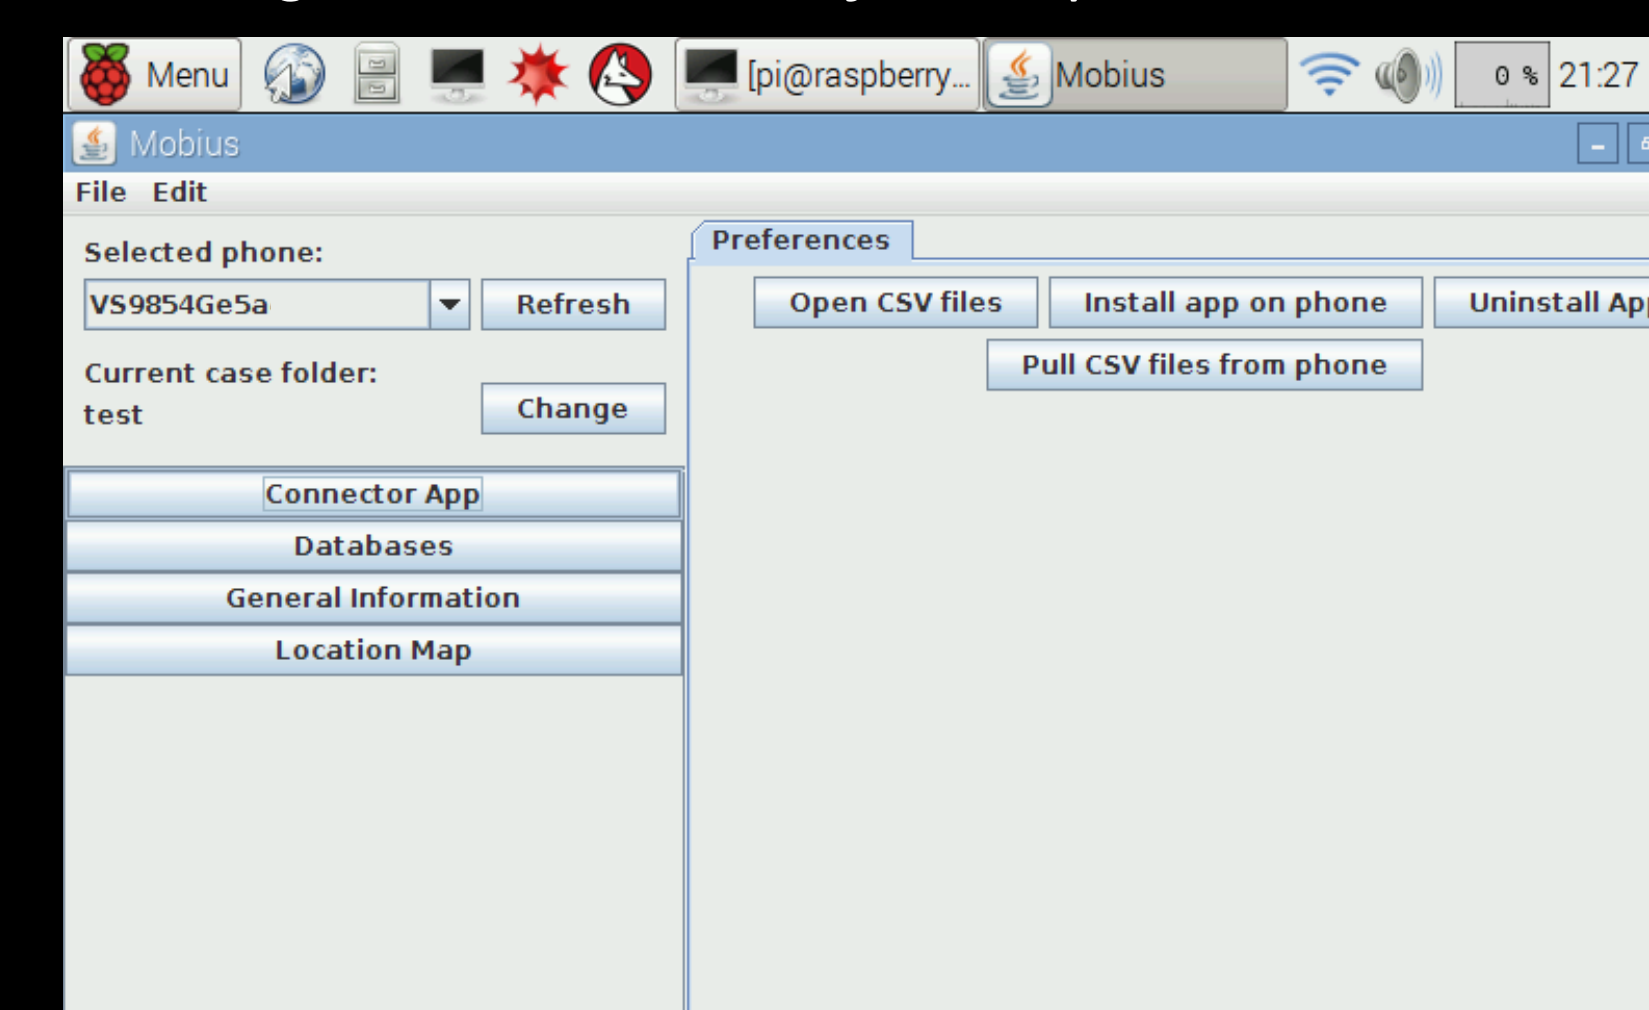 Menu [pi@raspberry... Mobius 0 % 21:27
Mobius
File Edit
Selected phone:
VS9854Ge5a Refresh
Current case folder:
test Change
Connector App
Databases
General Information
Location Map
Preferences
Open CSV files Install app on phone Uninstall
Pull CSV files from phone